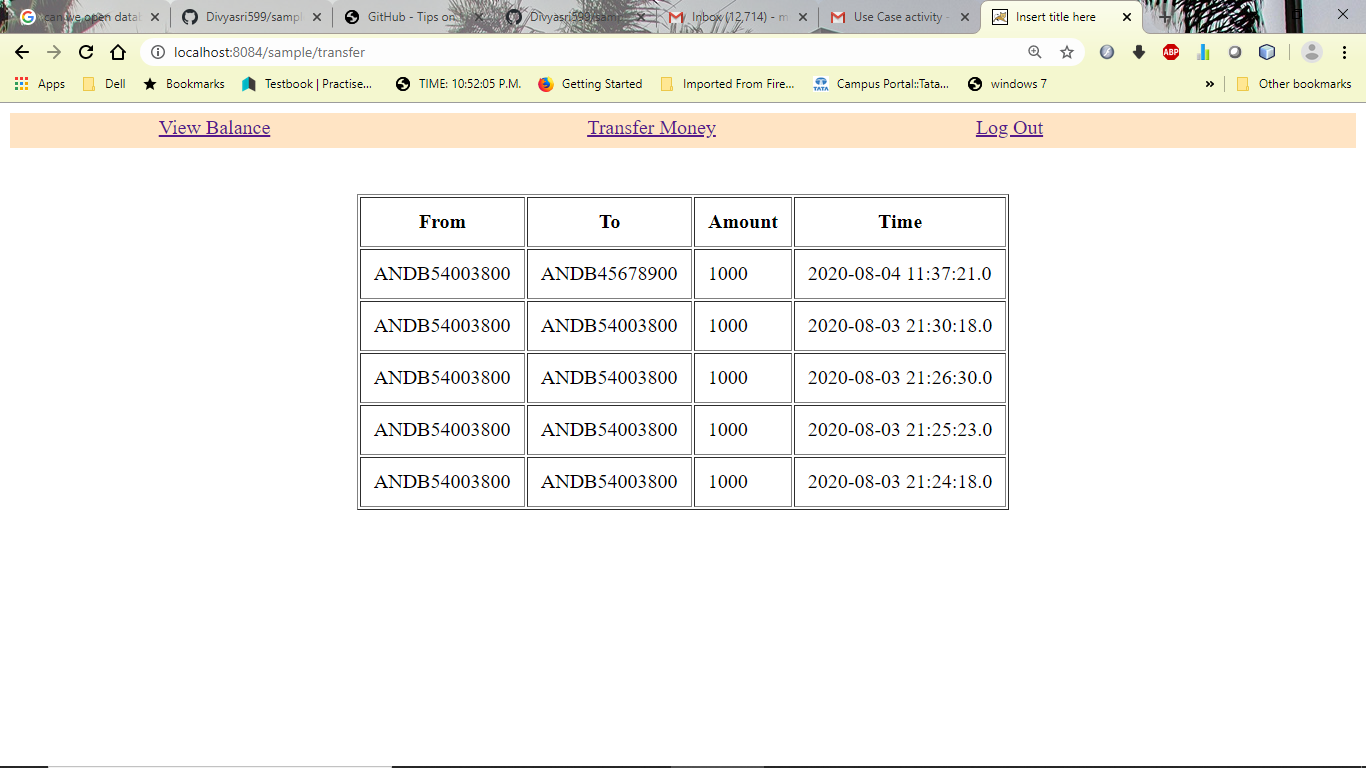 can we open datab Divyasri599/sampl GitHub - Tips on Divyasri599/sampl Inbox (12,714) - m Use Case activity - Insert title here
localhost:8084/sample/transfer
Apps Dell Bookmarks Testbook | Practise... TIME: 10:52:05 P.M. Getting Started Imported From Fire... Campus Portal::Tata... windows 7 » Other bookmarks
View Balance Transfer Money Log Out
From To Amount Time
ANDB54003800 ANDB45678900 1000 2020-08-04 11:37:21.0
ANDB54003800 ANDB54003800 1000 2020-08-03 21:30:18.0
ANDB54003800 ANDB54003800 1000 2020-08-03 21:26:30.0
ANDB54003800 ANDB54003800 1000 2020-08-03 21:25:23.0
ANDB54003800 ANDB54003800 1000 2020-08-03 21:24:18.0